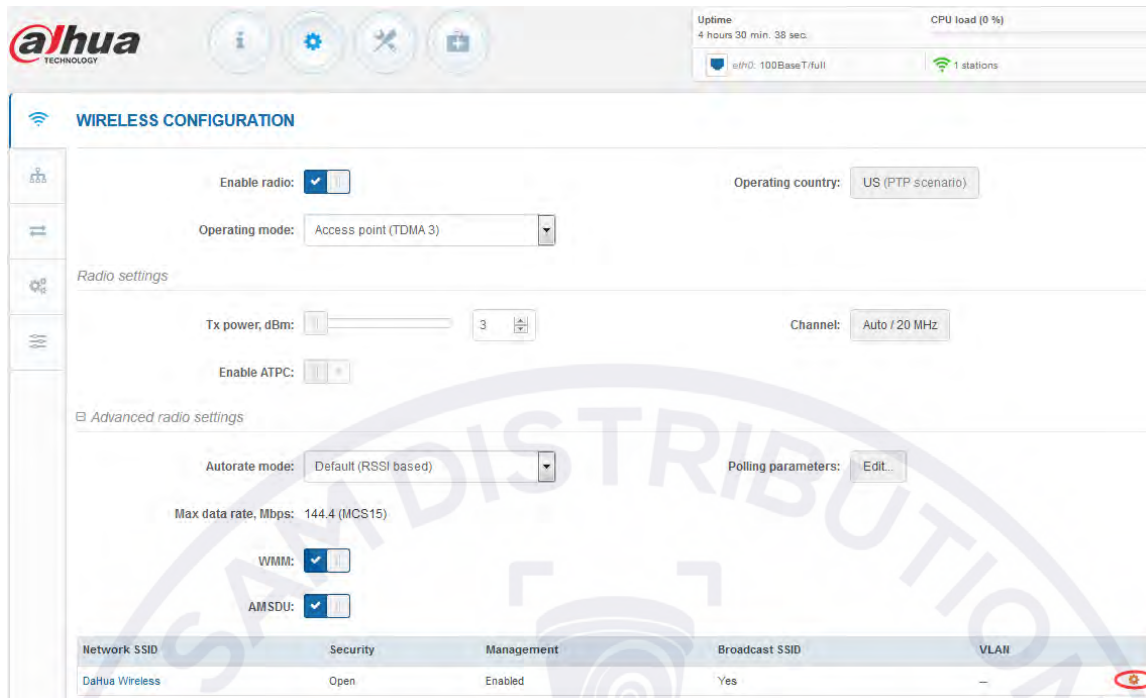 alhua
TECHNOLOGY
Uptime
4 hours 30 min. 38 sec.
CPU load (0 %)
eth0: 100BaseT/full
1 stations
WIRELESS CONFIGURATION
Enable radio:
Operating country: US (PTP scenario)
Operating mode: Access point (TDMA 3)
Radio settings
Tx power, dBm: 3
Channel: Auto / 20 MHz
Enable ATPC:
Advanced radio settings
Autorate mode: Default (RSSI based)
Polling parameters: Edit...
Max data rate, Mbps: 144.4 (MCS15)
WMM:
AMSDU:
Network SSID Security Management Broadcast SSID VLAN
DaHua Wireless Open Enabled Yes –
SAM DISTRIBUTION